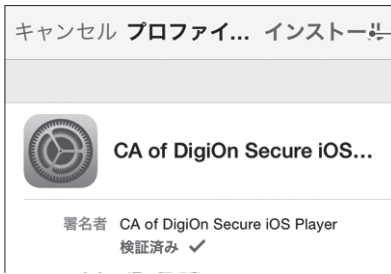 キャンセル プロファイ... インストール
CA of DigiOn Secure iOS...
署名者 CA of DigiOn Secure iOS Player
検証済み ✓